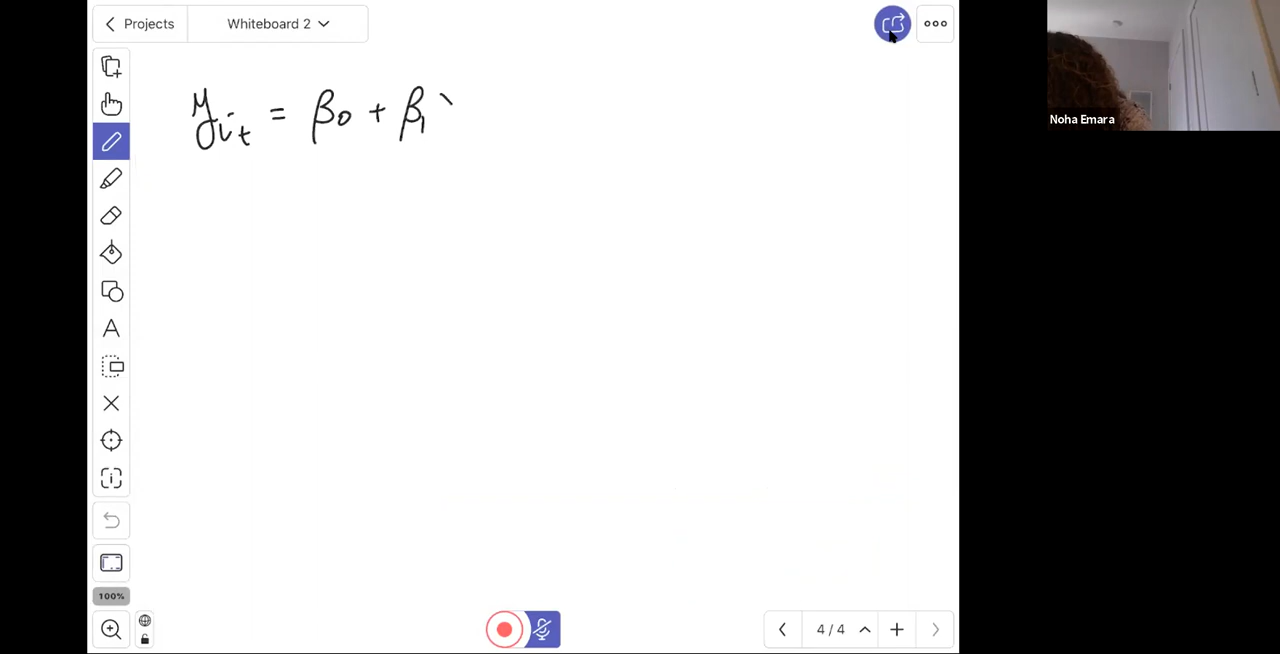 Projects
Whiteboard 2
Noha Emara
y_it = β0 + β1
A
100%
4/4